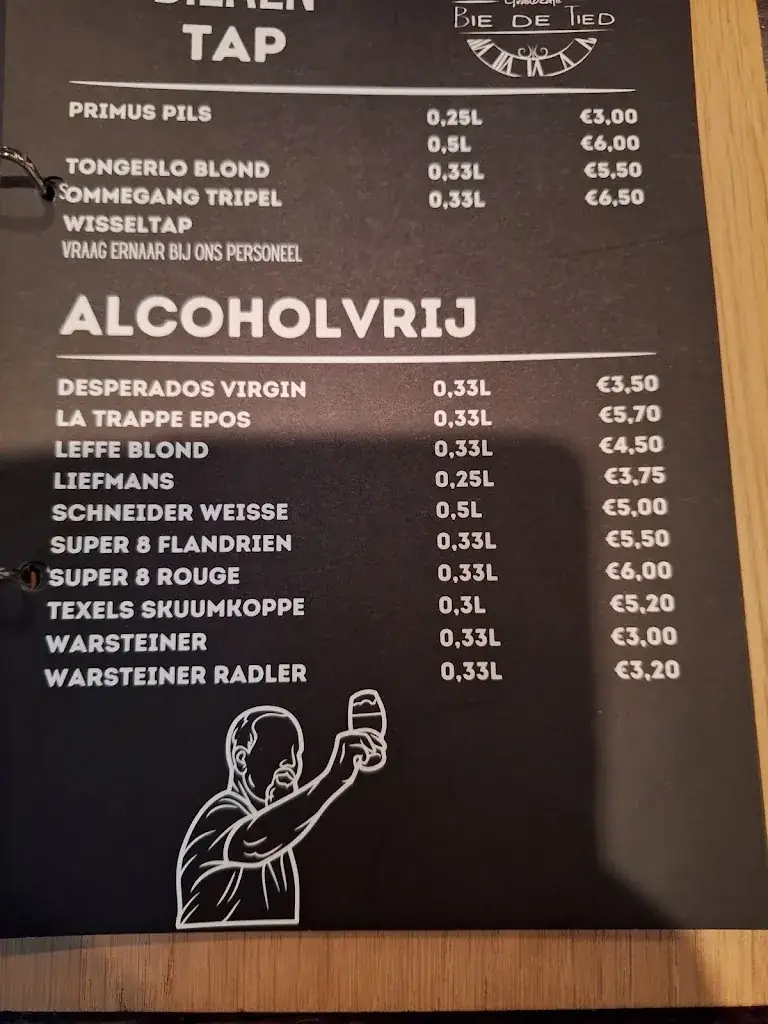 BIEREN
TAP
BIE DE TIED
PRIMUS PILS 0,25L €3,00
0,5L €6,00
TONGERLO BLOND 0,33L €5,50
SOMMEGANG TRIPEL 0,33L €6,50
WISSELTAP
VRAAG ERNAAR BIJ ONS PERSONEEL
ALCOHOLVRIJ
DESPERADOS VIRGIN 0,33L €3,50
LA TRAPPE EPOS 0,33L €5,70
LEFFE BLOND 0,33L €4,50
LIEFMANS 0,25L €3,75
SCHNEIDER WEISSE 0,5L €5,00
SUPER 8 FLANDRIEN 0,33L €5,50
SUPER 8 ROUGE 0,33L €6,00
TEXELS SKUUMKOPPE 0,3L €5,20
WARSTEINER 0,33L €3,00
WARSTEINER RADLER 0,33L €3,20